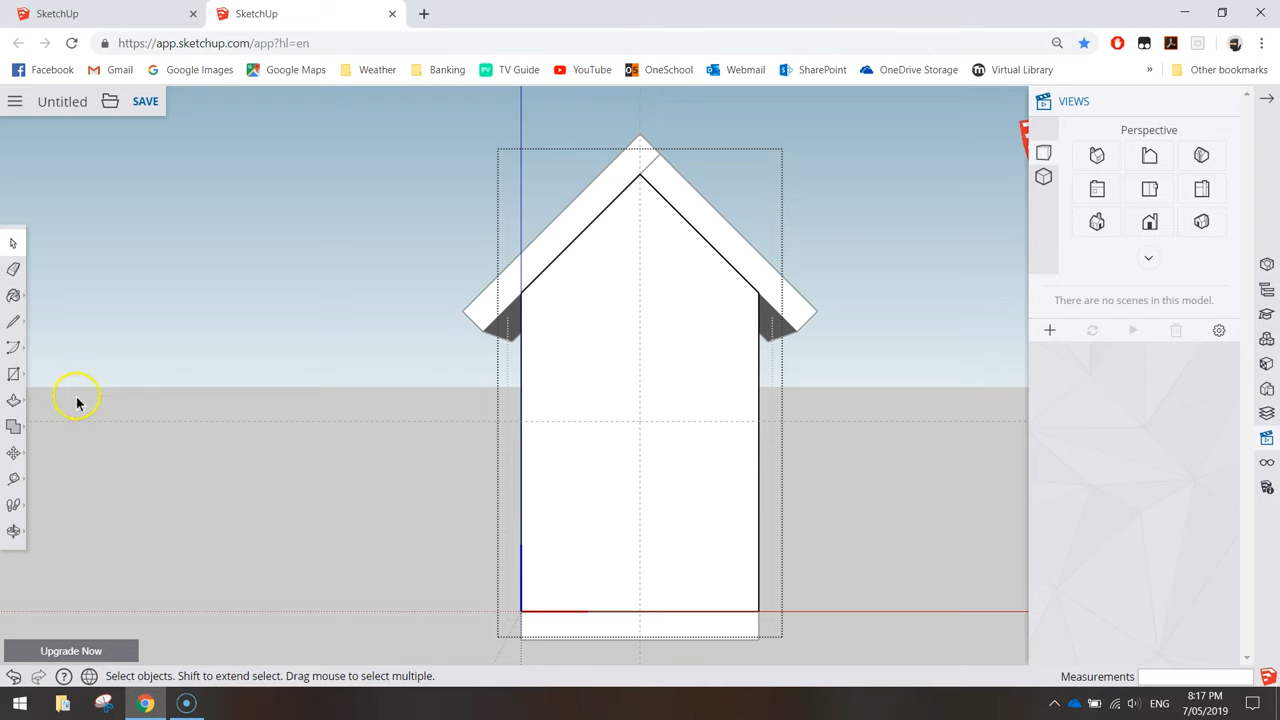 SketchUp
SketchUp
https://app.sketchup.com/app?hl=en
Facebook
Gmail
Google Images
Google Maps
Weather
Banking
TV Guide
YouTube
OneSchool
Webmail
SharePoint
OneDrive Storage
Virtual Library
»
Other bookmarks
Untitled
SAVE
VIEWS
Perspective
There are no scenes in this model.
Upgrade Now
Select objects. Shift to extend select. Drag mouse to select multiple.
Measurements
ENG
8:17 PM
7/05/2019